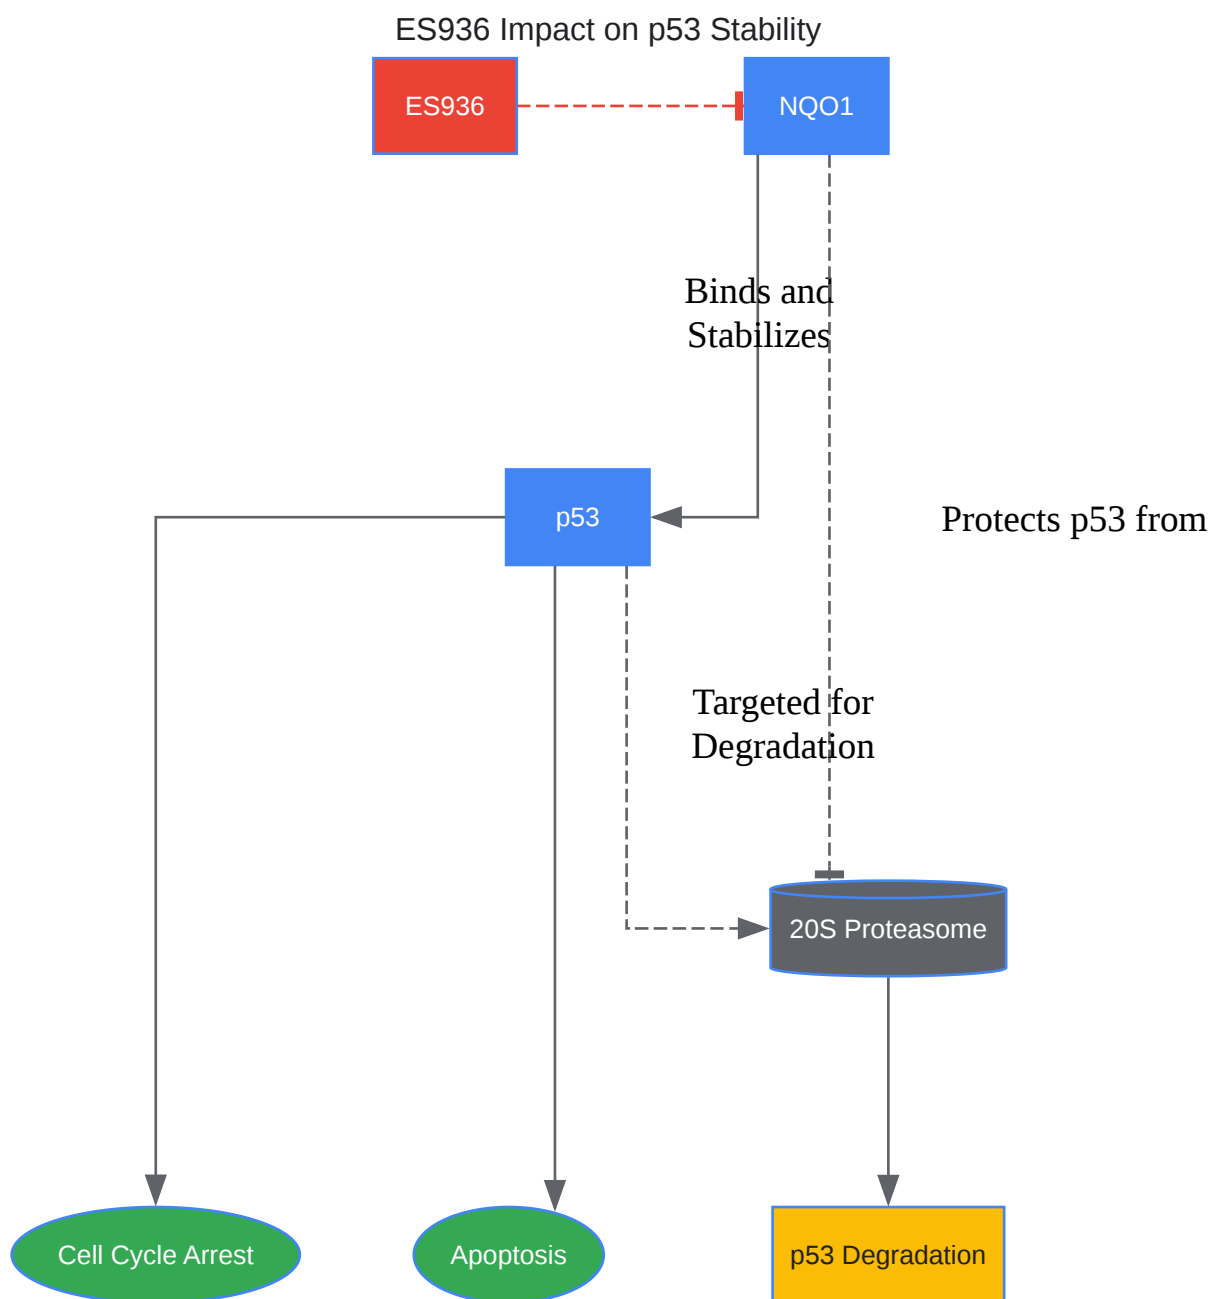 ES936 Impact on p53 Stability
ES936
NQO1
Binds and
Stabilizes
p53
Protects p53 from
Targeted for
Degradation
20S Proteasome
Cell Cycle Arrest
Apoptosis
p53 Degradation